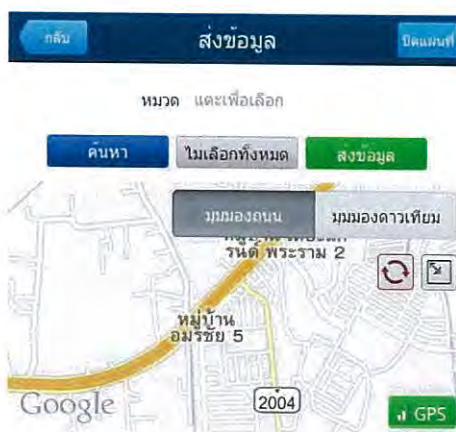 กลับ ส่งข้อมูล ปิดแผนที่
หมวด แตะเพื่อเลือก
ค้นหา ไม่เลือกทั้งหมด ส่งข้อมูล
มุมมองถนน มุมมองดาวเทียม
รนด์ พระราม 2
หมู่บ้าน
อมรชัย 5
Google 2004 GPS